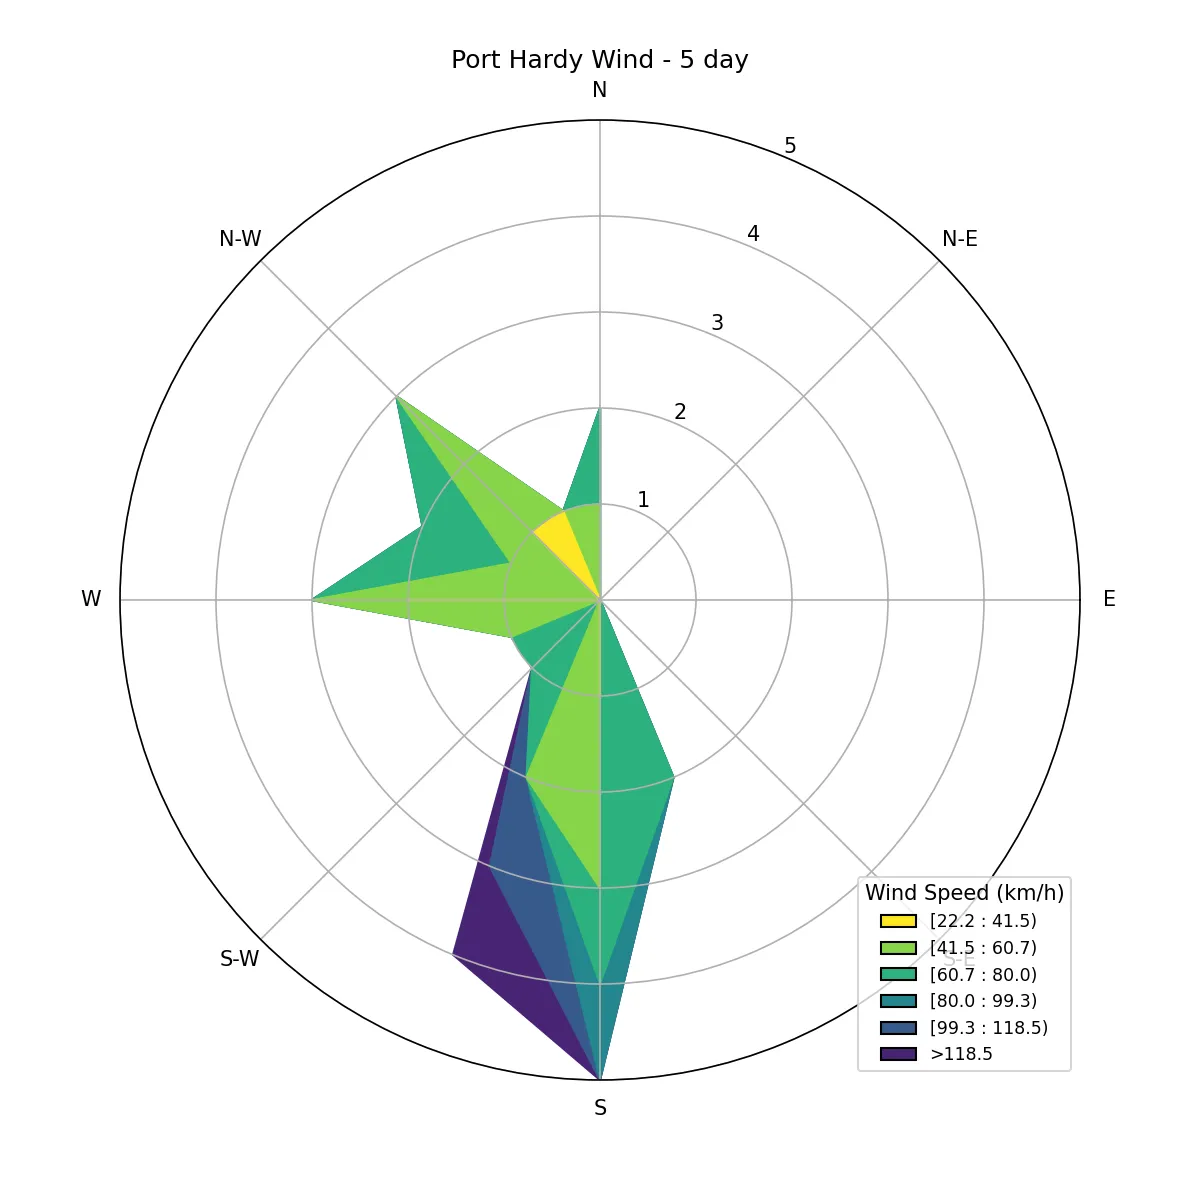 Port Hardy Wind - 5 day
N
5
N-W
4
N-E
3
2
1
W
E
Wind Speed (km/h)
[22.2 : 41.5)
[41.5 : 60.7)
S-W
S-E
[60.7 : 80.0)
[80.0 : 99.3)
[99.3 : 118.5)
>118.5
S